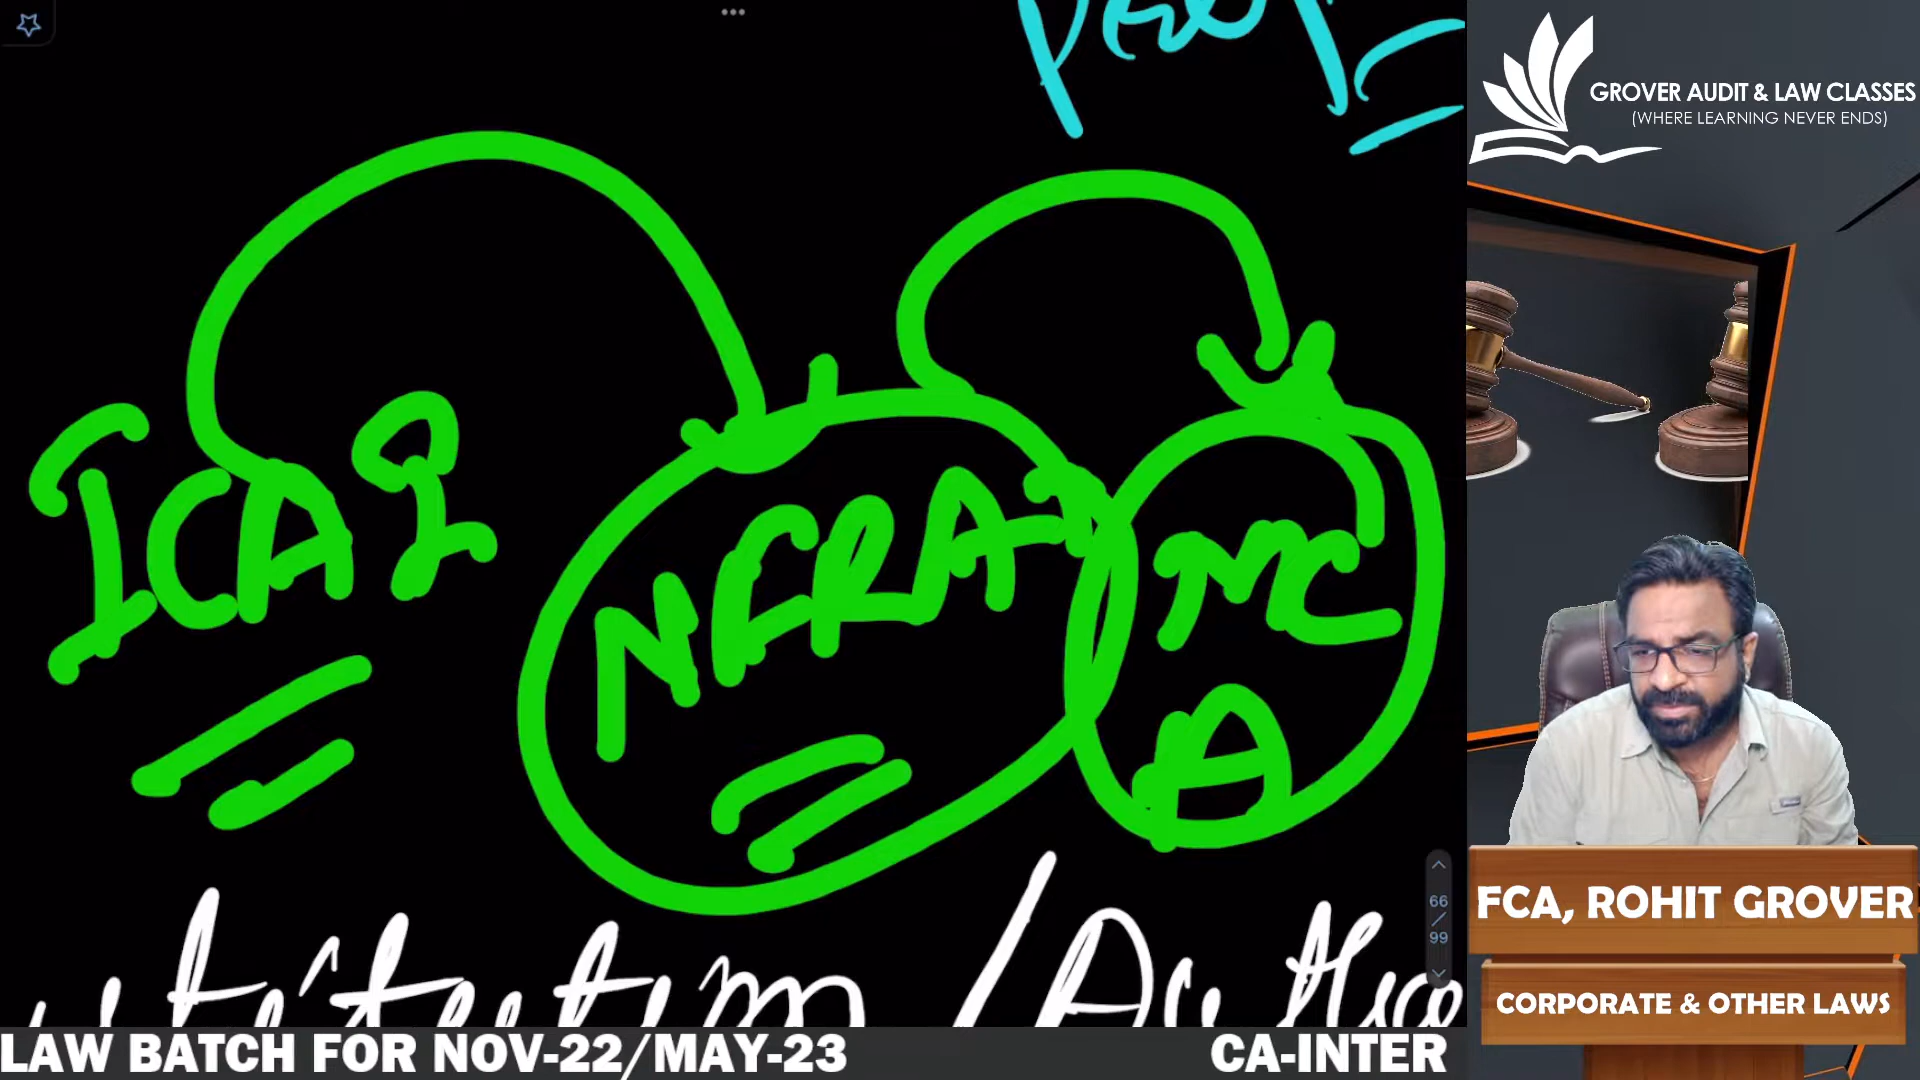 GROVER AUDIT & LAW CLASSES
(WHERE LEARNING NEVER ENDS)
ICAI NFRA MC
A
66
99
FCA, ROHIT GROVER
CORPORATE & OTHER LAWS
LAW BATCH FOR NOV-22/MAY-23 CA-INTER